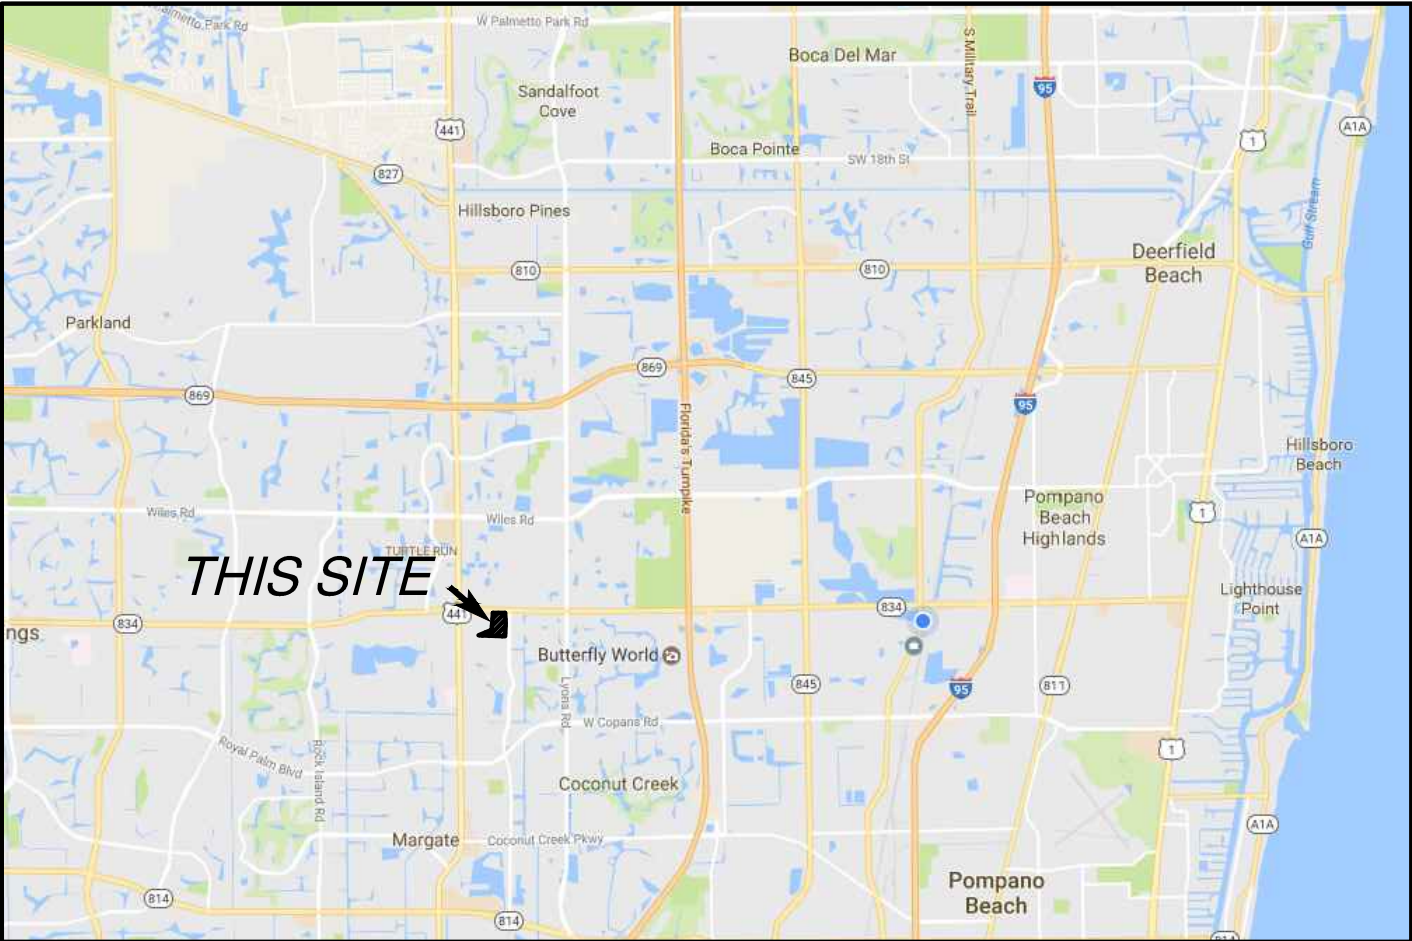 Palmetto Park Rd
W Palmetto Park Rd
Boca Del Mar
S Military Trail
95
Sandalfoot
Cove
441
A1A
1
Boca Pointe
SW 18th St
827
Gulf Stream
Hillsboro Pines
Deerfield
Beach
810
810
Parkland
869
845
869
95
Florida's Turnpike
Hillsboro
Beach
Pompano
Beach
Highlands
Wiles Rd
Wiles Rd
1
A1A
TURTLE RUN
THIS SITE
Lighthouse
Point
834
441
834
ngs
Butterfly World
845
95
811
Lyons Rd
W Copans Rd
Royal Palm Blvd
Rock Island Rd
1
Coconut Creek
A1A
Margate
Coconut Creek Pkwy
Pompano
Beach
814
814
814